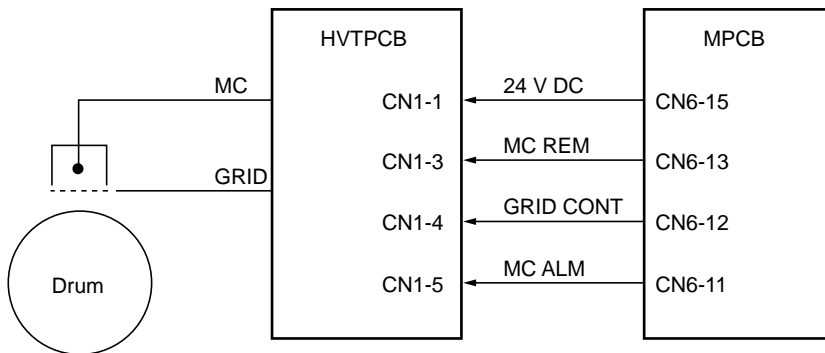 HVTPCB
MPCB
MC
CN1-1
24 V DC
CN6-15
CN1-3
MC REM
CN6-13
GRID
CN1-4
GRID CONT
CN6-12
Drum
CN1-5
MC ALM
CN6-11